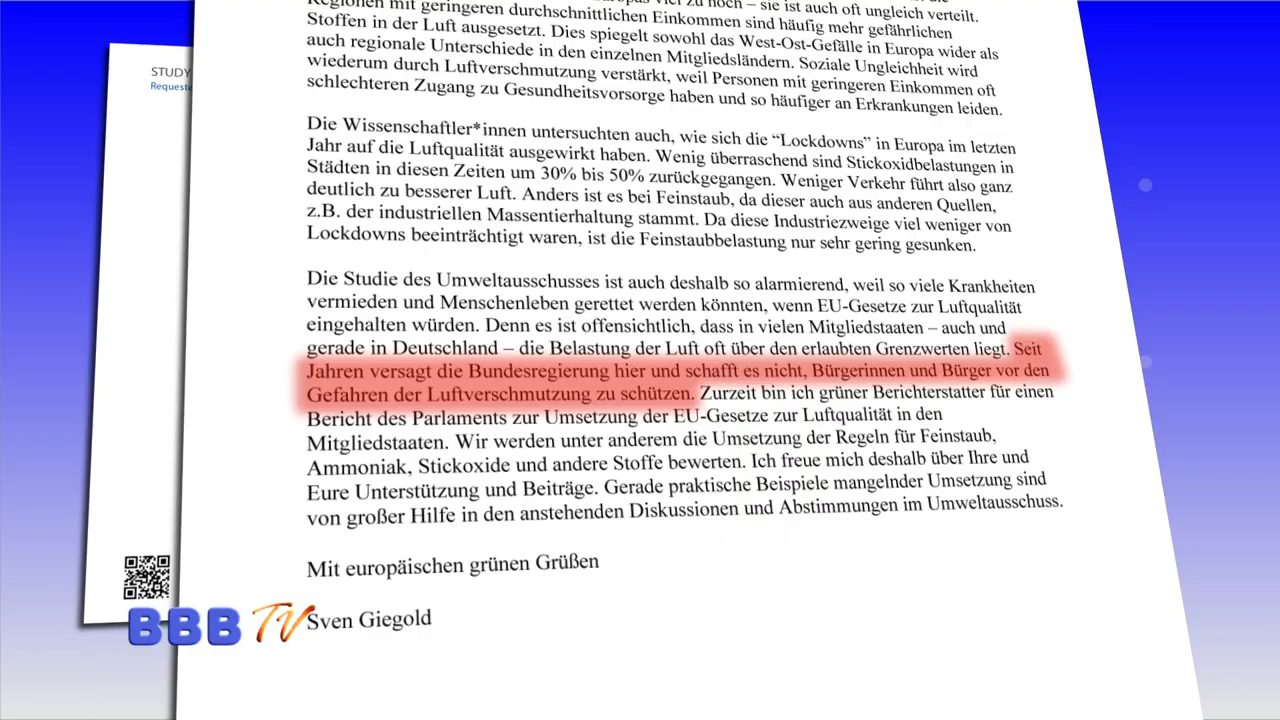 Europas viel zu hoch – sie ist auch oft ungleich verteilt.
Regionen mit geringeren durchschnittlichen Einkommen sind häufig mehr gefährlichen
Stoffen in der Luft ausgesetzt. Dies spiegelt sowohl das West-Ost-Gefälle in Europa wider als
auch regionale Unterschiede in den einzelnen Mitgliedsländern. Soziale Ungleichheit wird
wiederum durch Luftverschmutzung verstärkt, weil Personen mit geringeren Einkommen oft
schlechteren Zugang zu Gesundheitsvorsorge haben und so häufiger an Erkrankungen leiden.
Die Wissenschaftler*innen untersuchten auch, wie sich die “Lockdowns” in Europa im letzten
Jahr auf die Luftqualität ausgewirkt haben. Wenig überraschend sind Stickoxidbelastungen in
Städten in diesen Zeiten um 30% bis 50% zurückgegangen. Weniger Verkehr führt also ganz
deutlich zu besserer Luft. Anders ist es bei Feinstaub, da dieser auch aus anderen Quellen,
z.B. der industriellen Massentierhaltung stammt. Da diese Industriezweige viel weniger von
Lockdowns beeinträchtigt waren, ist die Feinstaubbelastung nur sehr gering gesunken.
Die Studie des Umweltausschusses ist auch deshalb so alarmierend, weil so viele Krankheiten
vermieden und Menschenleben gerettet werden könnten, wenn EU-Gesetze zur Luftqualität
eingehalten würden. Denn es ist offensichtlich, dass in vielen Mitgliedstaaten – auch und
gerade in Deutschland – die Belastung der Luft oft über den erlaubten Grenzwerten liegt. Seit
Jahren versagt die Bundesregierung hier und schafft es nicht, Bürgerinnen und Bürger vor den
Gefahren der Luftverschmutzung zu schützen. Zurzeit bin ich grüner Berichterstatter für einen
Bericht des Parlaments zur Umsetzung der EU-Gesetze zur Luftqualität in den
Mitgliedstaaten. Wir werden unter anderem die Umsetzung der Regeln für Feinstaub,
Ammoniak, Stickoxide und andere Stoffe bewerten. Ich freue mich deshalb über Ihre und
Eure Unterstützung und Beiträge. Gerade praktische Beispiele mangelnder Umsetzung sind
von großer Hilfe in den anstehenden Diskussionen und Abstimmungen im Umweltausschuss.
Mit europäischen grünen Grüßen
Sven Giegold
STUDY
Requeste
BBB TV